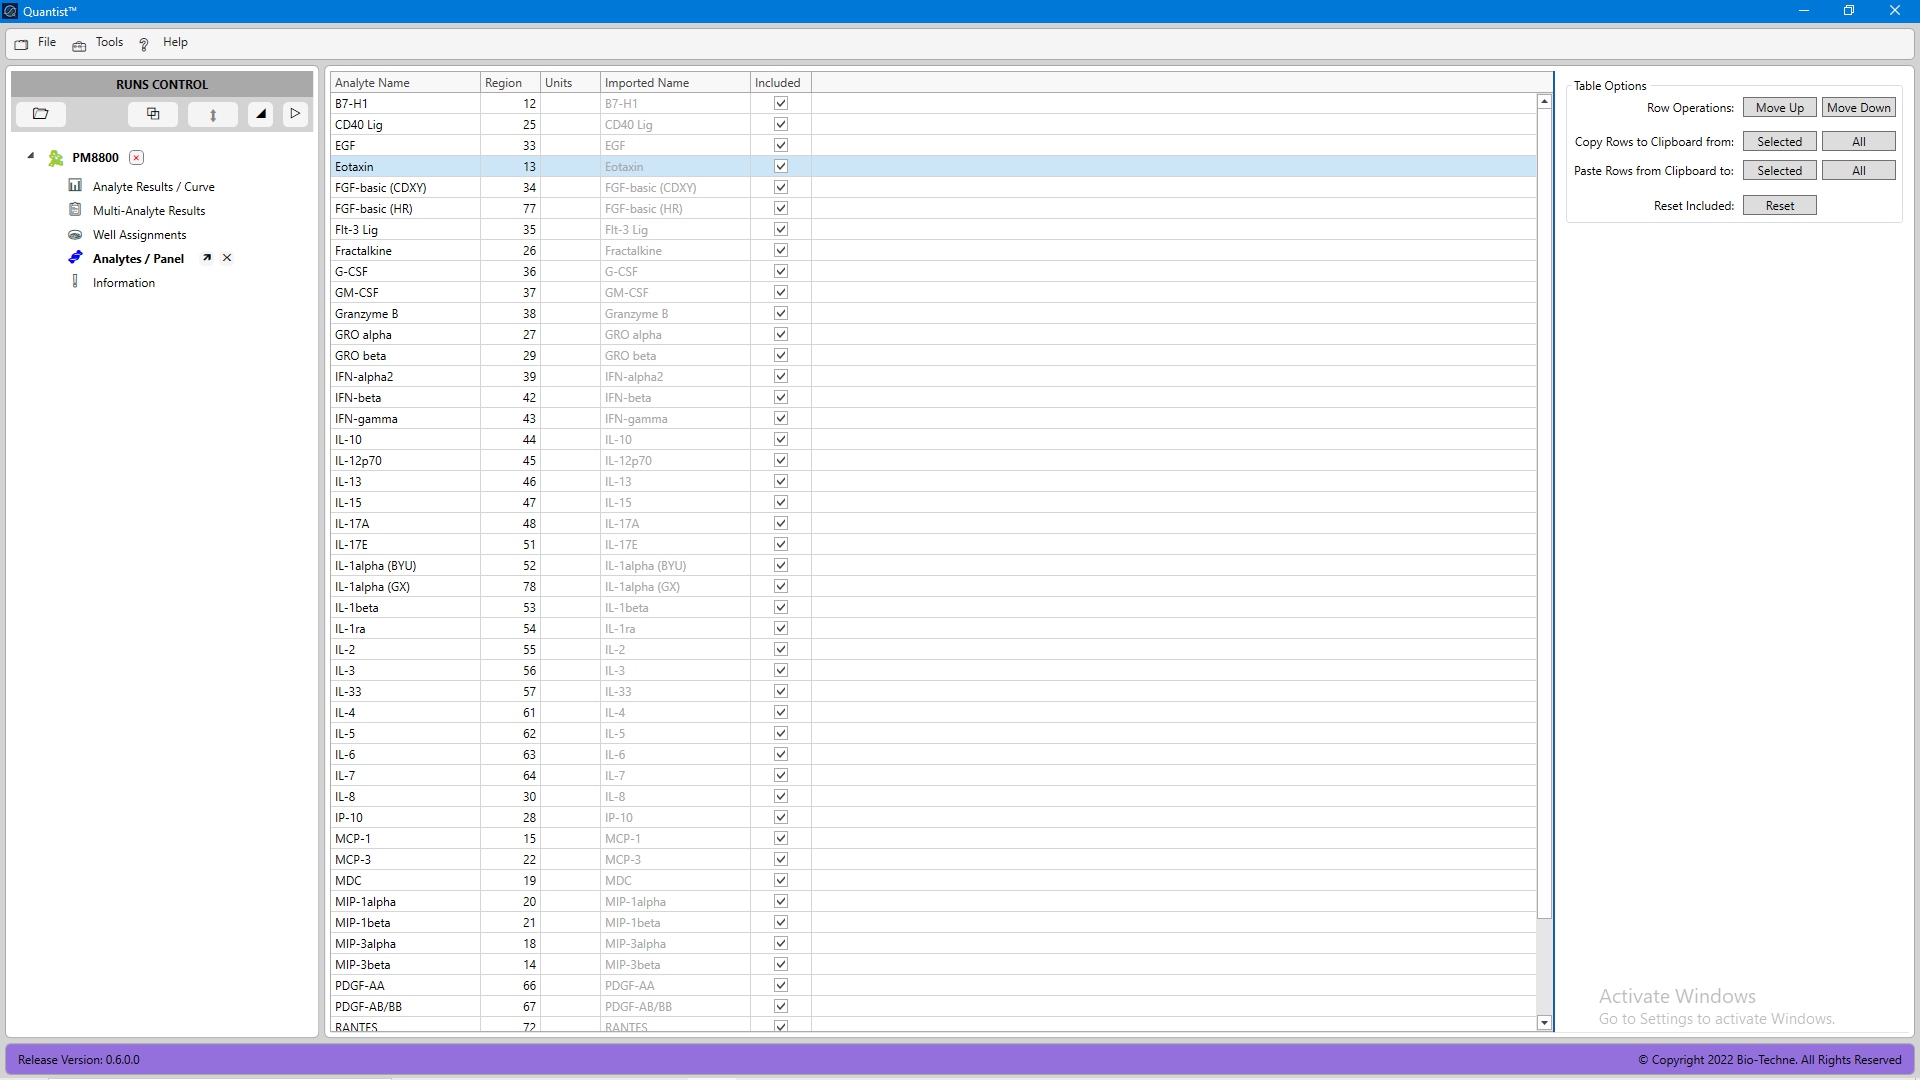 Quantist™
File Tools Help
RUNS CONTROL
PM8800
Analyte Results / Curve
Multi-Analyte Results
Well Assignments
Analytes / Panel
Information
Analyte Name Region Units Imported Name Included
B7-H1 12 B7-H1
CD40 Lig 25 CD40 Lig
EGF 33 EGF
Eotaxin 13 Eotaxin
FGF-basic (CDXY) 34 FGF-basic (CDXY)
FGF-basic (HR) 77 FGF-basic (HR)
Flt-3 Lig 35 Flt-3 Lig
Fractalkine 26 Fractalkine
G-CSF 36 G-CSF
GM-CSF 37 GM-CSF
Granzyme B 38 Granzyme B
GRO alpha 27 GRO alpha
GRO beta 29 GRO beta
IFN-alpha2 39 IFN-alpha2
IFN-beta 42 IFN-beta
IFN-gamma 43 IFN-gamma
IL-10 44 IL-10
IL-12p70 45 IL-12p70
IL-13 46 IL-13
IL-15 47 IL-15
IL-17A 48 IL-17A
IL-17E 51 IL-17E
IL-1alpha (BYU) 52 IL-1alpha (BYU)
IL-1alpha (GX) 78 IL-1alpha (GX)
IL-1beta 53 IL-1beta
IL-1ra 54 IL-1ra
IL-2 55 IL-2
IL-3 56 IL-3
IL-33 57 IL-33
IL-4 61 IL-4
IL-5 62 IL-5
IL-6 63 IL-6
IL-7 64 IL-7
IL-8 30 IL-8
IP-10 28 IP-10
MCP-1 15 MCP-1
MCP-3 22 MCP-3
MDC 19 MDC
MIP-1alpha 20 MIP-1alpha
MIP-1beta 21 MIP-1beta
MIP-3alpha 18 MIP-3alpha
MIP-3beta 14 MIP-3beta
PDGF-AA 66 PDGF-AA
PDGF-AB/BB 67 PDGF-AB/BB
RANTES 72 RANTES
Table Options
Row Operations: Move Up Move Down
Copy Rows to Clipboard from: Selected All
Paste Rows from Clipboard to: Selected All
Reset Included: Reset
Activate Windows
Go to Settings to activate Windows.
Release Version: 0.6.0.0
© Copyright 2022 Bio-Techne. All Rights Reserved